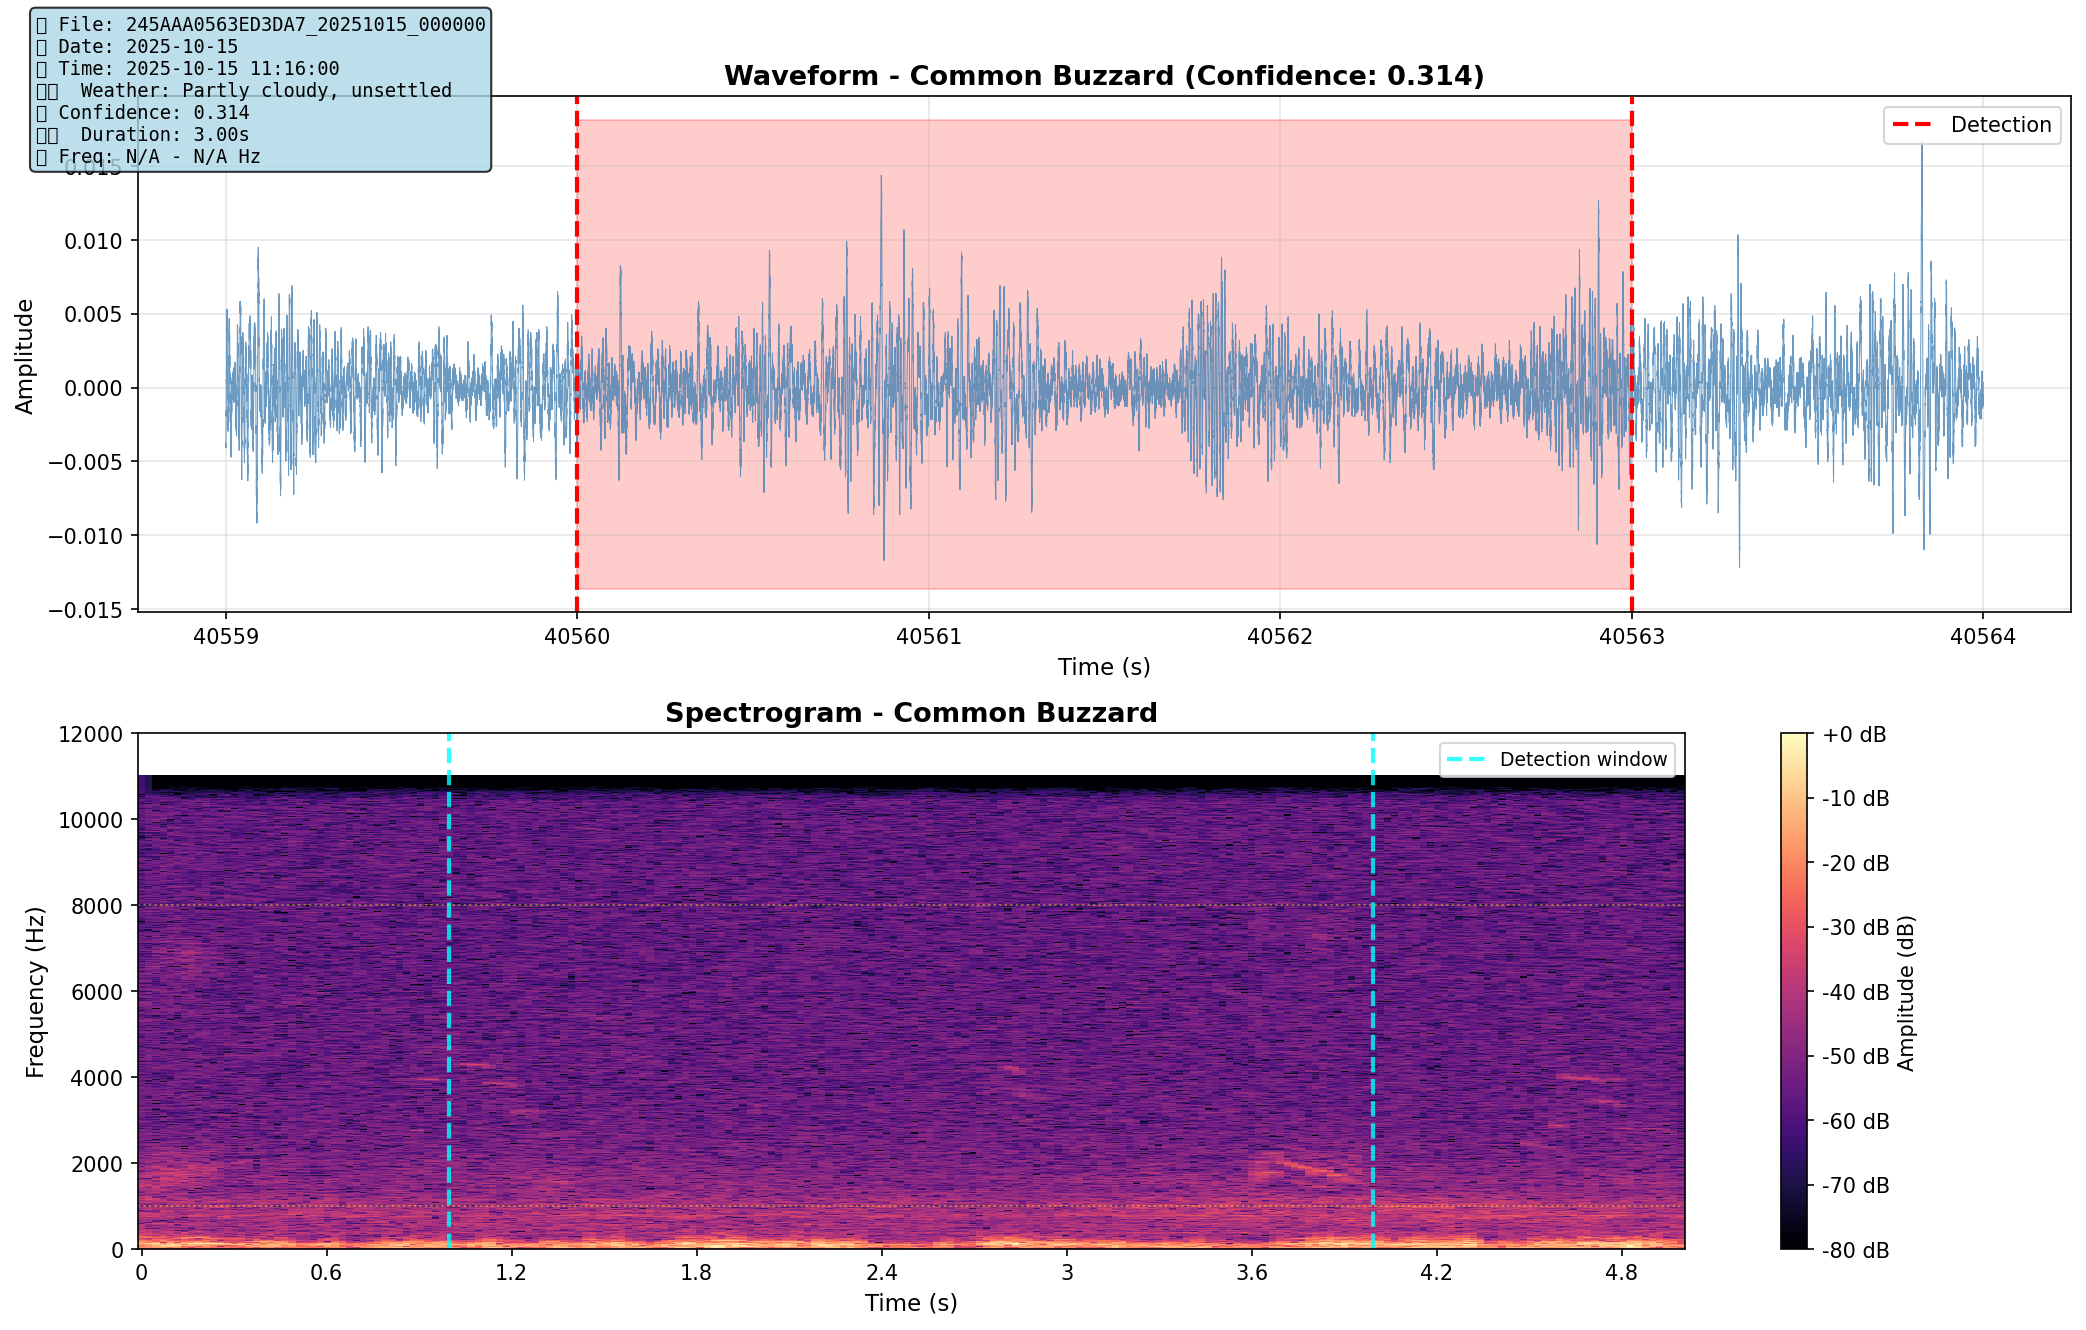 File: 245AAA0563ED3DA7_20251015_000000
Date: 2025-10-15
Time: 2025-10-15 11:16:00
Weather: Partly cloudy, unsettled
Confidence: 0.314
Duration: 3.00s
Freq: N/A - N/A Hz
Waveform - Common Buzzard (Confidence: 0.314)
Detection
Amplitude
0.015
0.010
0.005
0.000
−0.005
−0.010
−0.015
40559 40560 40561 40562 40563 40564
Time (s)
Spectrogram - Common Buzzard
Detection window
Frequency (Hz)
12000
10000
8000
6000
4000
2000
0
0 0.6 1.2 1.8 2.4 3 3.6 4.2 4.8
Time (s)
+0 dB
-10 dB
-20 dB
-30 dB
-40 dB
-50 dB
-60 dB
-70 dB
-80 dB
Amplitude (dB)